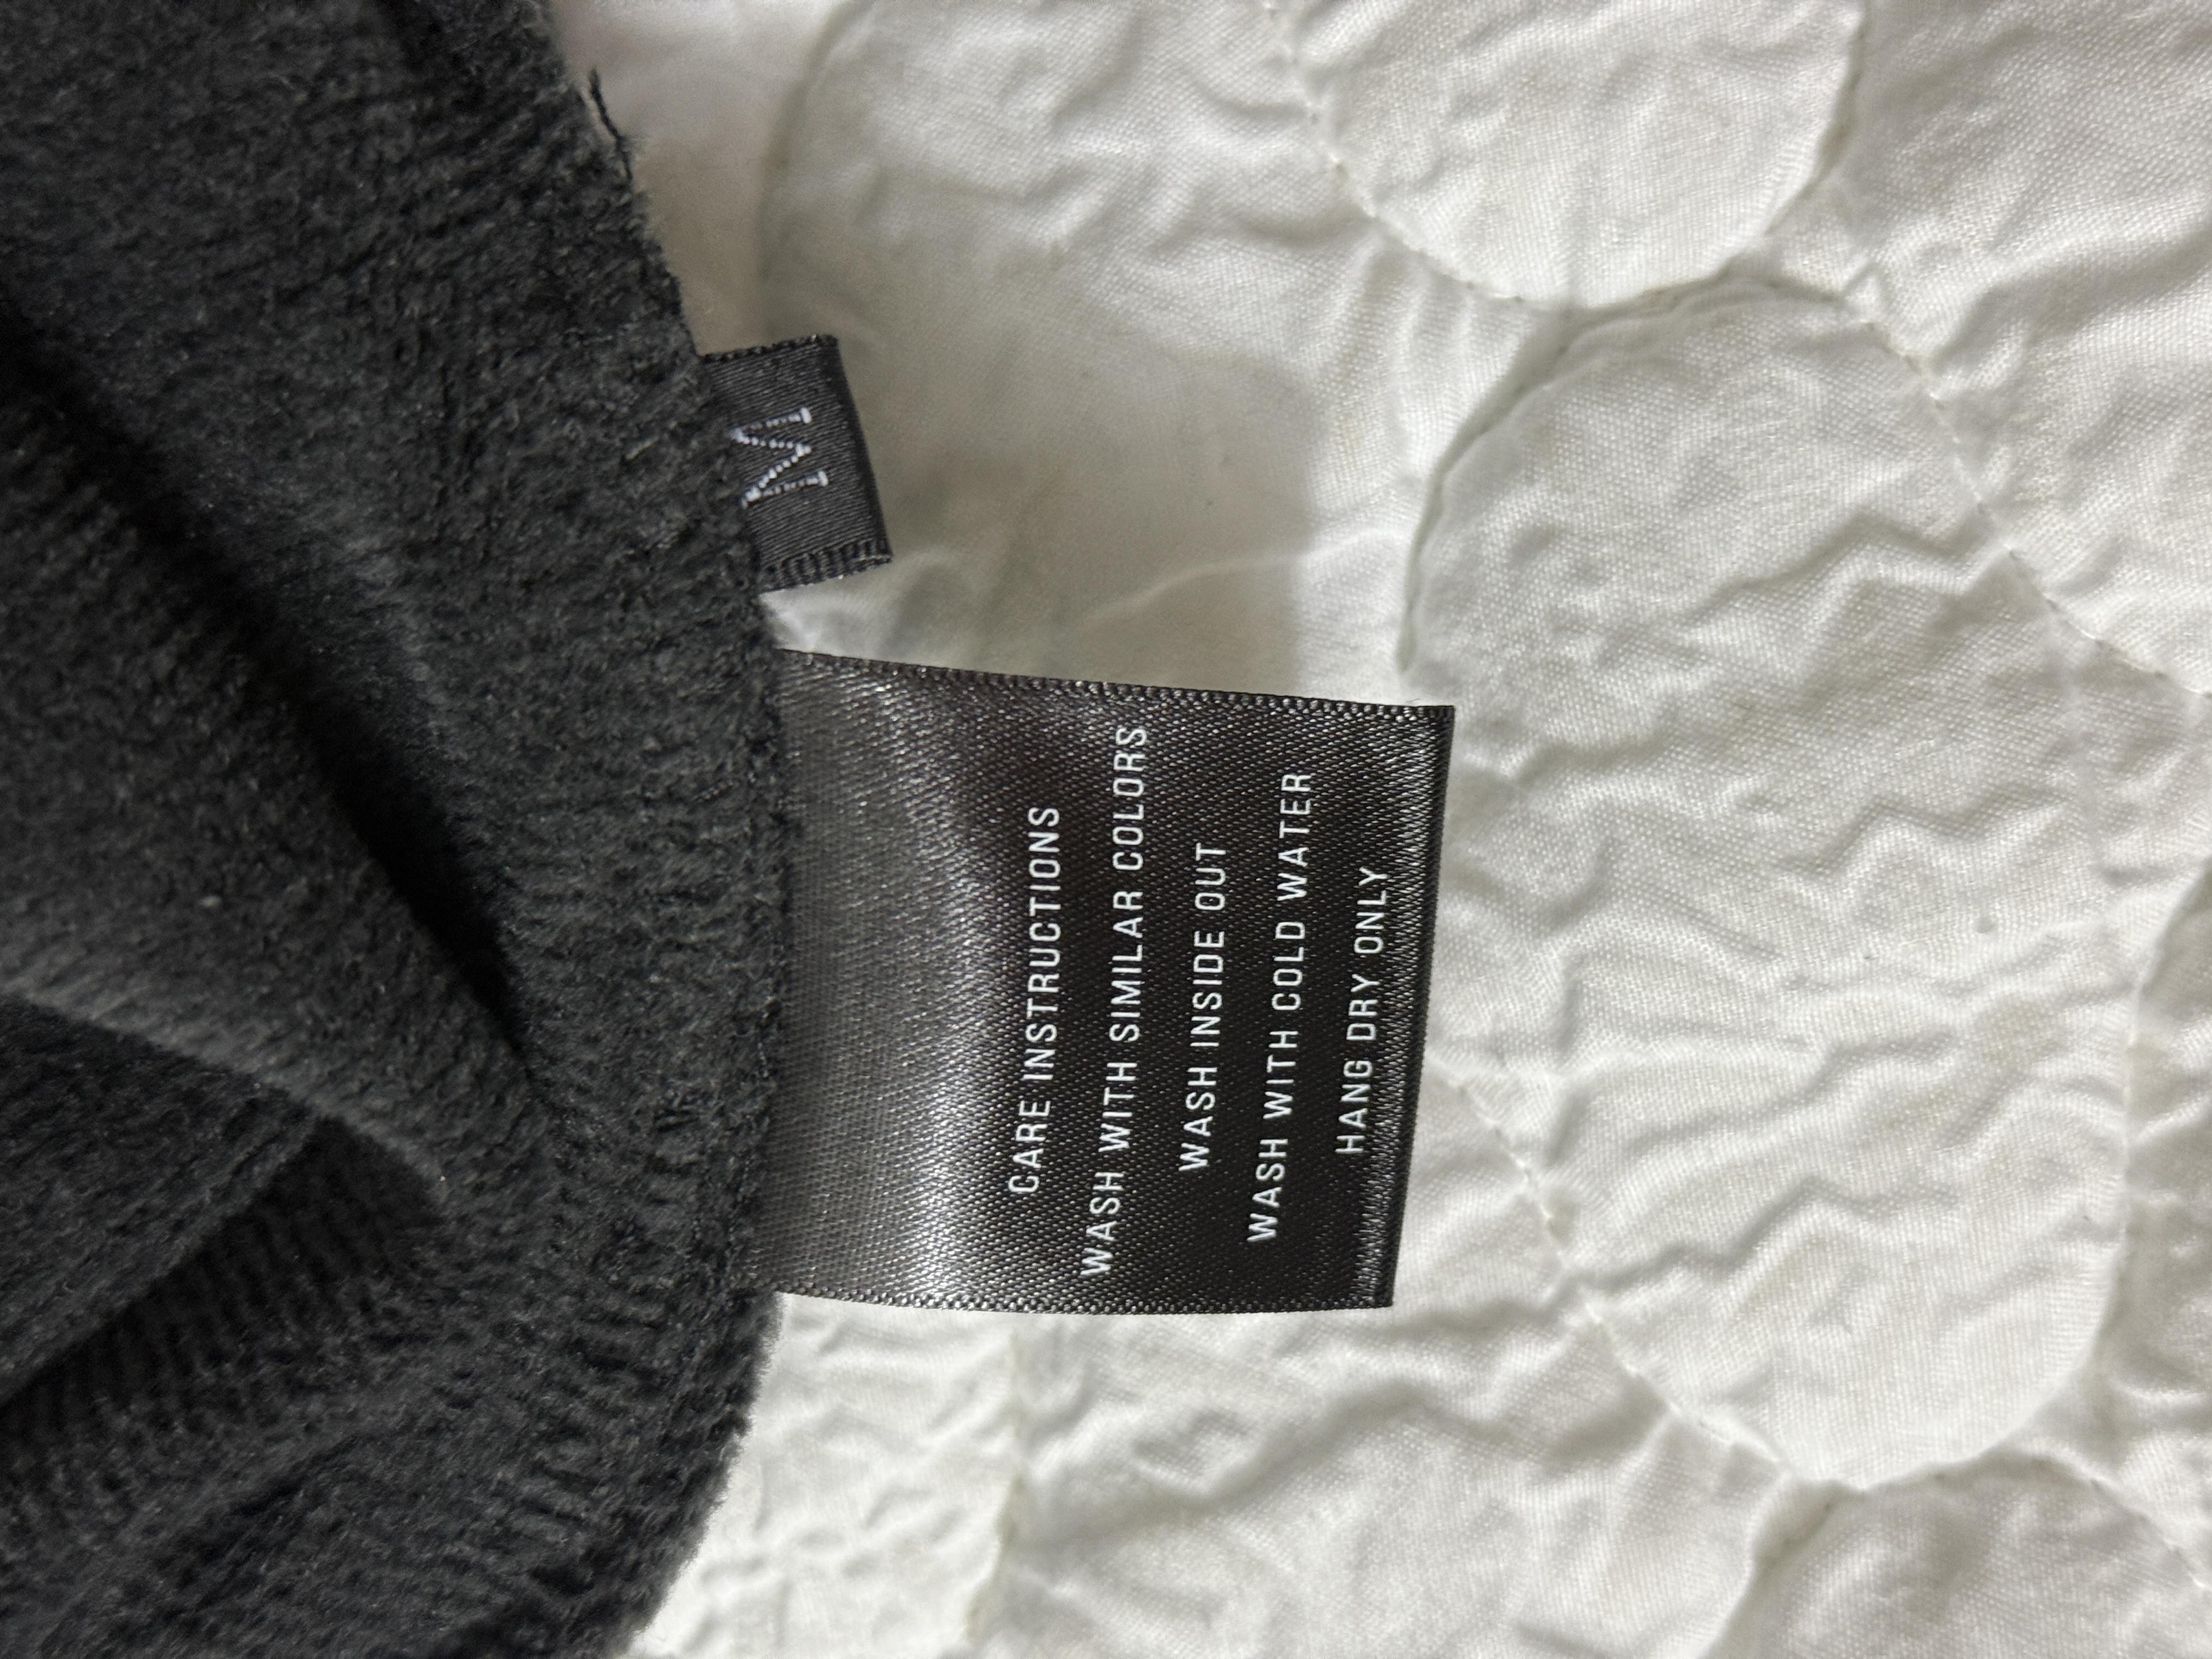 M
CARE INSTRUCTIONS
WASH WITH SIMILAR COLORS
WASH INSIDE OUT
WASH WITH COLD WATER
HANG DRY ONLY